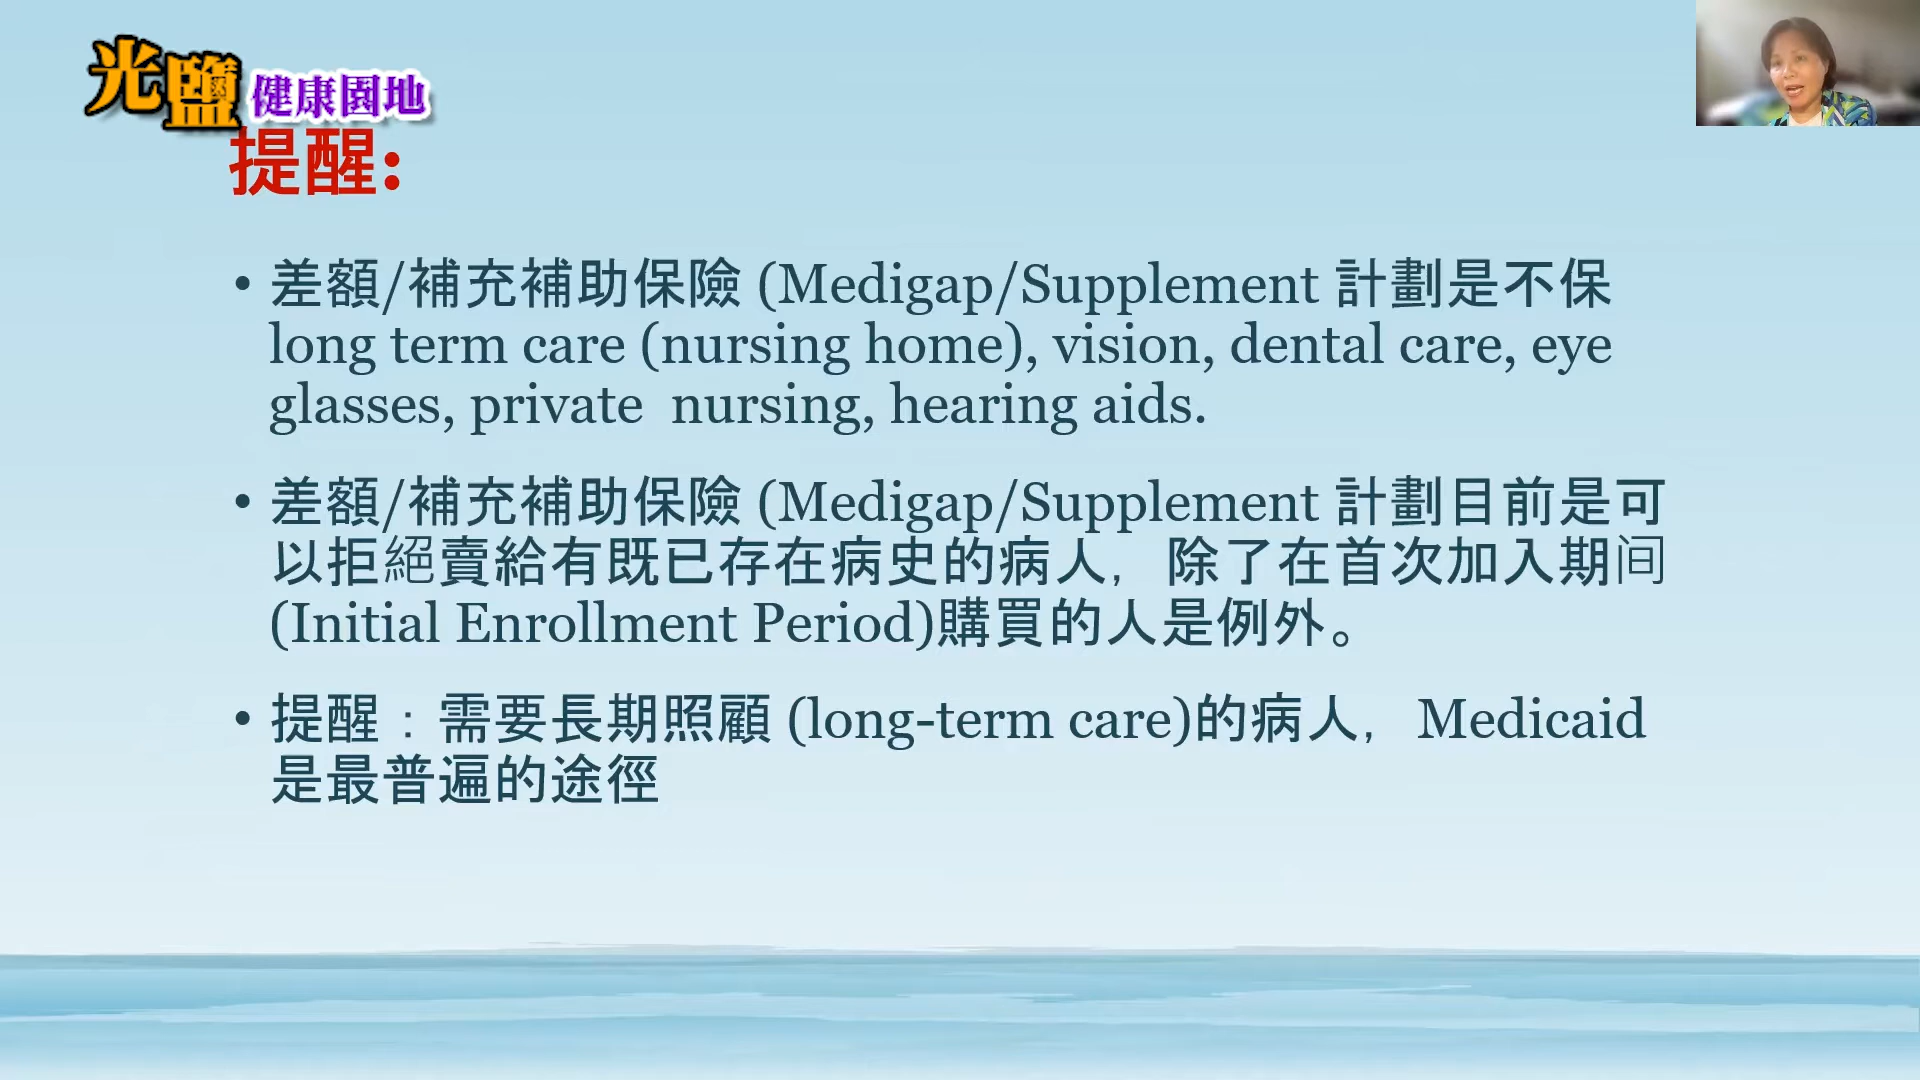 光鹽 健康園地
提醒:
• 差額/補充補助保險 (Medigap/Supplement 計劃是不保
long term care (nursing home), vision, dental care, eye
glasses, private  nursing, hearing aids.
• 差額/補充補助保險 (Medigap/Supplement 計劃目前是可
以拒絕賣給有既已存在病史的病人，除了在首次加入期间
(Initial Enrollment Period)購買的人是例外。
• 提醒：需要長期照顧 (long-term care)的病人，Medicaid
是最普遍的途徑